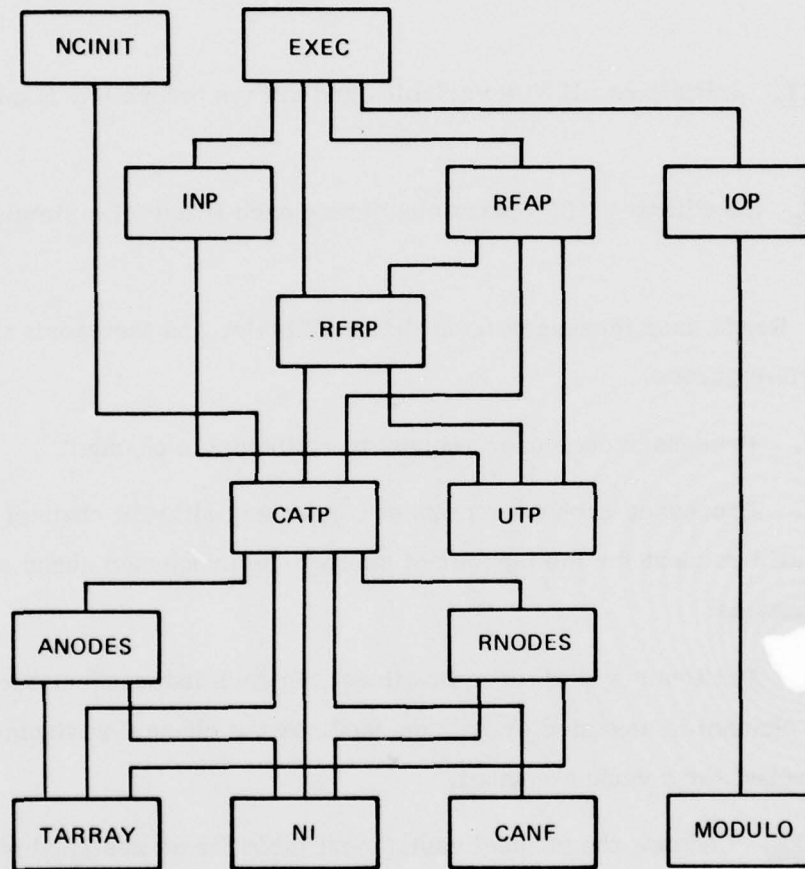 NCINIT
EXEC
INP
RFAP
IOP
RFRP
CATP
UTP
ANODES
RNODES
TARRAY
NI
CANF
MODULO